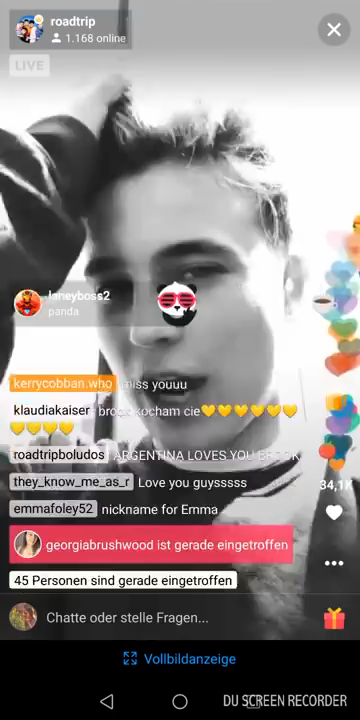 roadtrip
1.168 online
LIVE
laneyboss2
panda
kerrycobban.who miss youuu
klaudiakaiser brook kocham cie💛💛💛💛💛💛
💛💛💛💛
roadtripboludos ARGENTINA LOVES YOU BROOK
they_know_me_as_r Love you guysssss
34,1K
emmafoley52 nickname for Emma
georgiabrushwood ist gerade eingetroffen
45 Personen sind gerade eingetroffen
Chatte oder stelle Fragen...
Vollbildanzeige
DU SCREEN RECORDER